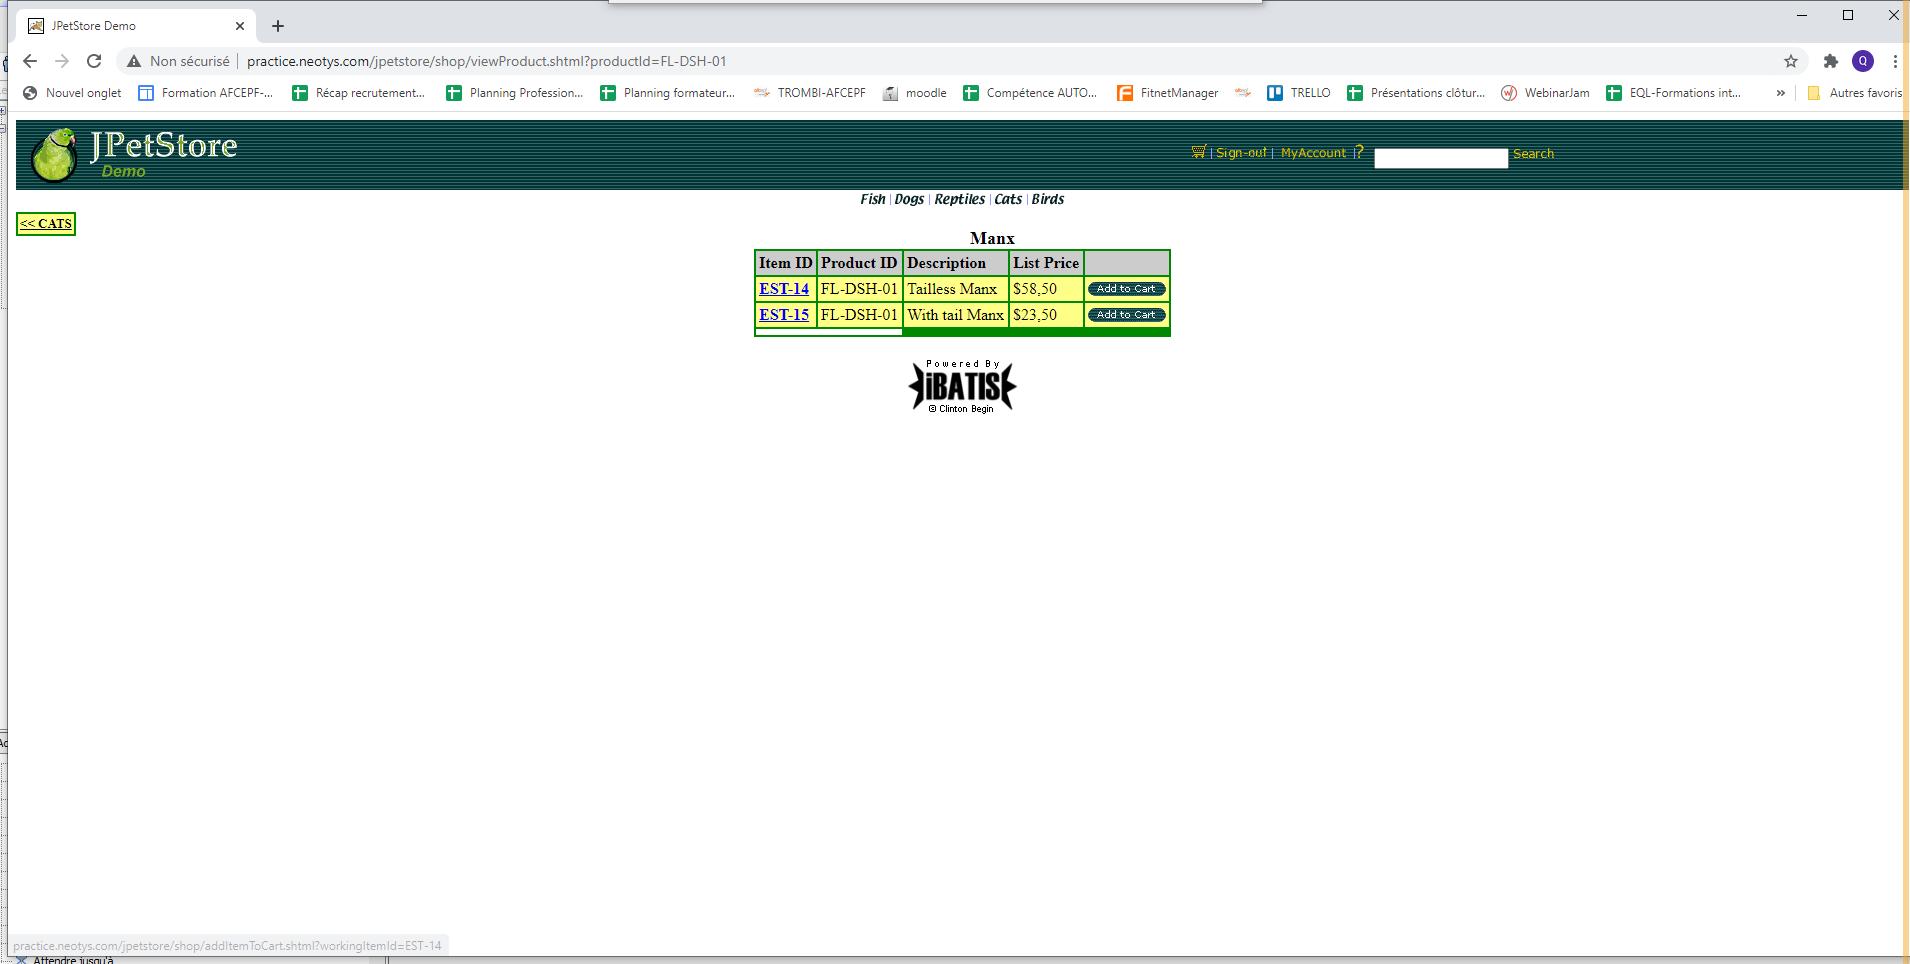 JPetStore Demo
Non sécurisé | practice.neotys.com/jpetstore/shop/viewProduct.shtml?productId=FL-DSH-01
Q
Nouvel onglet Formation AFCEPF-... Récap recrutement... Planning Profession... Planning formateur... TROMBI-AFCEPF moodle Compétence AUTO... FitnetManager TRELLO Présentations clôtur... WebinarJam EQL-Formations int... » Autres favoris
JPetStore
Demo
| Sign-out | MyAccount | ? Search
Fish | Dogs | Reptiles | Cats | Birds
<< CATS
Manx
Item ID Product ID Description List Price
EST-14 FL-DSH-01 Tailless Manx $58,50 Add to Cart
EST-15 FL-DSH-01 With tail Manx $23,50 Add to Cart
Powered By
iBATIS
© Clinton Begin
practice.neotys.com/jpetstore/shop/addItemToCart.shtml?workingItemId=EST-14
Attendre jusqu'à